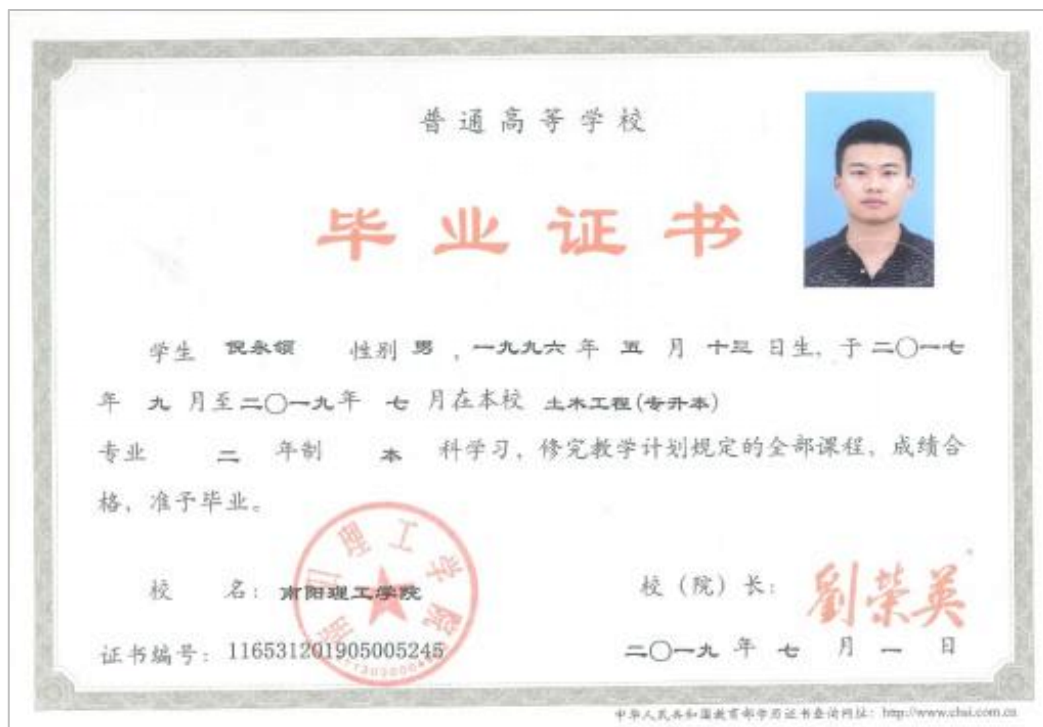 普通高等学校
毕业证书
学生 倪永领 性别 男 ,一九九六 年 五 月 十三 日生,于 二〇一七
年 九 月至 二〇一九 年 七 月在本校 土木工程(专升本)
专业 二 年制 本 科学习,修完教学计划规定的全部课程,成绩合
格,准予毕业。
校 名: 南阳理工学院
校(院)长: 劉榮英
证书编号: 116531201905005245
二〇一九 年 七 月 一 日
中华人民共和国教育部学历证书查询网址: http://www.chsi.com.cn